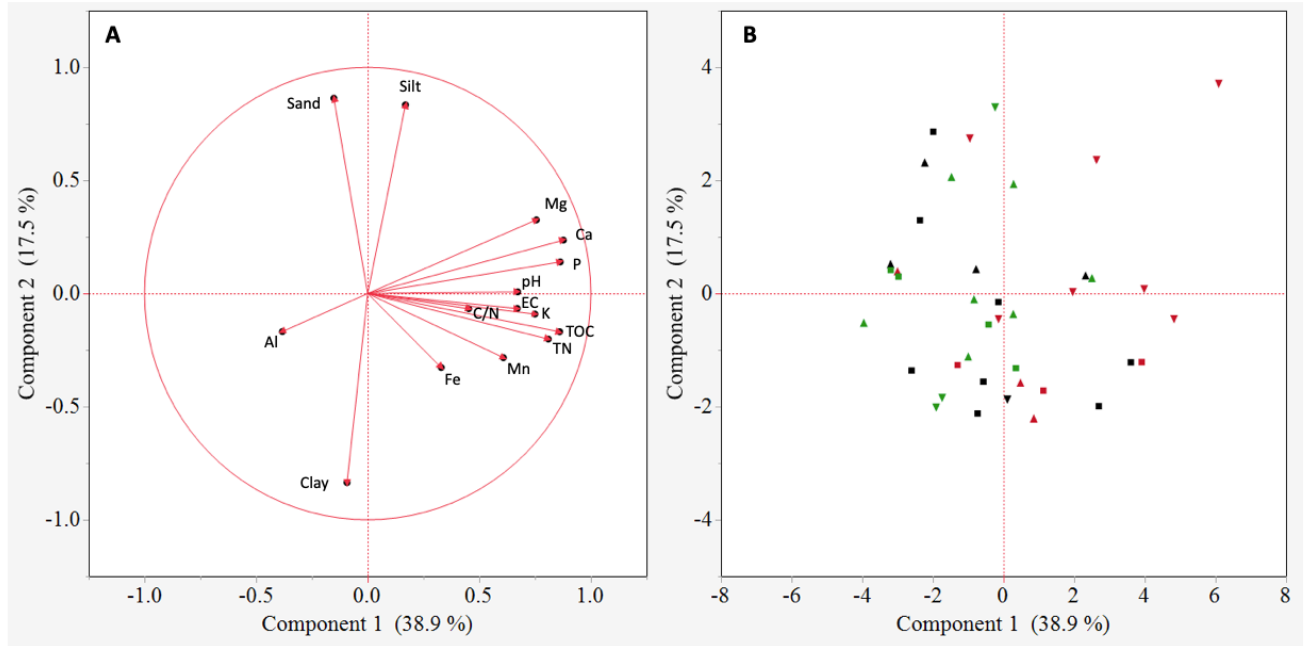 A
1.0
0.5
0.0
-0.5
-1.0
Component 2 (17.5 %)
Sand
Silt
Mg
Ca
P
pH
EC
C/N
K
TOC
TN
Mn
Fe
Al
Clay
-1.0 -0.5 0.0 0.5 1.0
Component 1 (38.9 %)
B
4
2
0
-2
-4
Component 2 (17.5 %)
-8 -6 -4 -2 0 2 4 6 8
Component 1 (38.9 %)